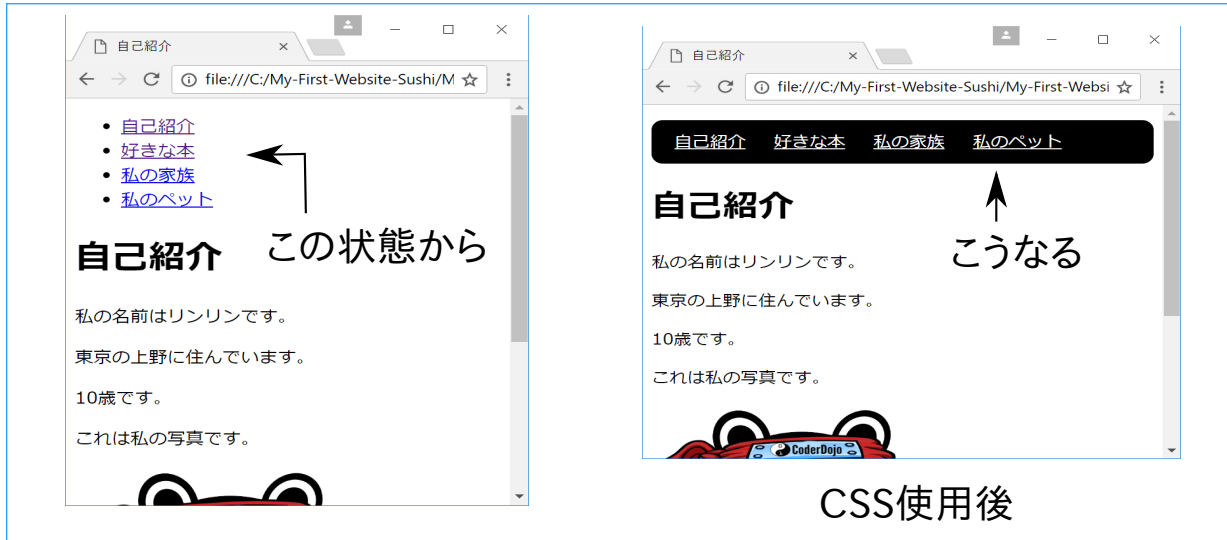 自己紹介
file:///C:/My-First-Website-Sushi/M
自己紹介
好きな本
私の家族
私のペット
この状態から
自己紹介
私の名前はリンリンです。
東京の上野に住んでいます。
10歳です。
これは私の写真です。
自己紹介
file:///C:/My-First-Website-Sushi/My-First-Websi
自己紹介 好きな本 私の家族 私のペット
自己紹介
こうなる
私の名前はリンリンです。
東京の上野に住んでいます。
10歳です。
これは私の写真です。
CoderDojo
CSS使用後